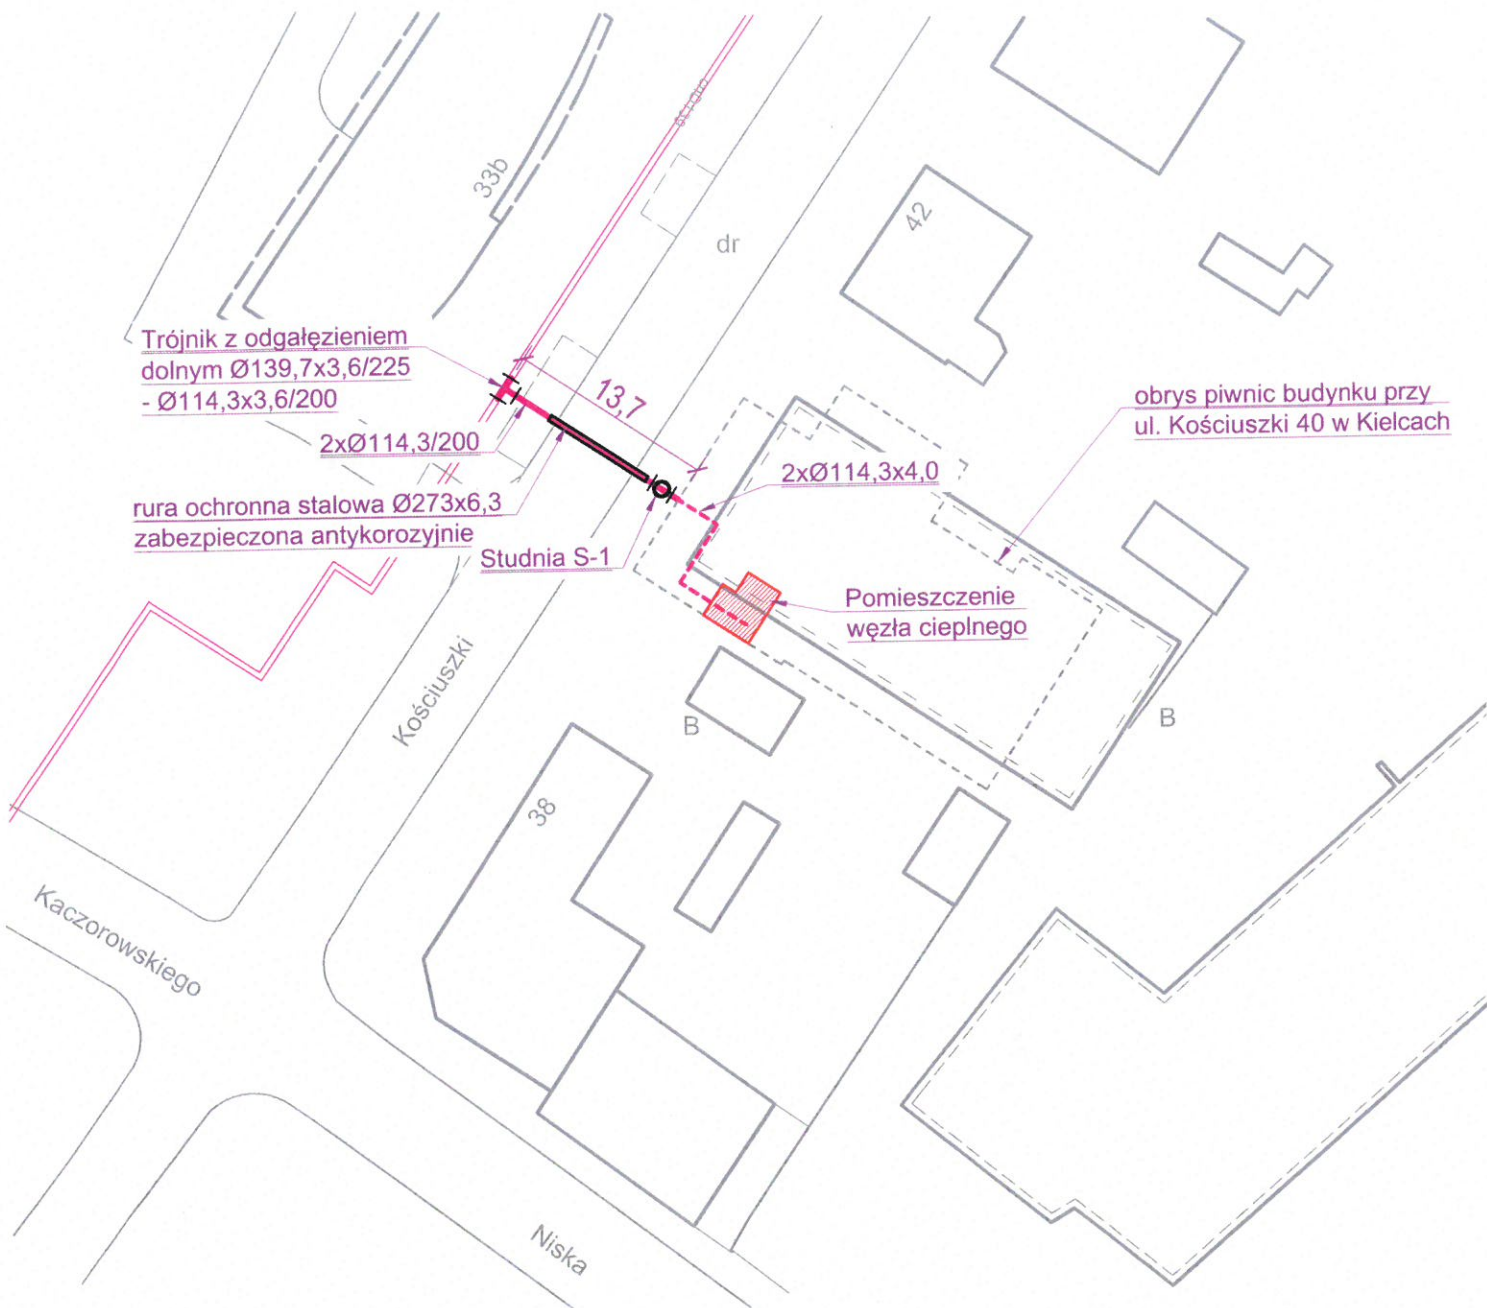 33b
dr
42
Trójnik z odgałęzieniem
dolnym Ø139,7x3,6/225
- Ø114,3x3,6/200
13,7
2xØ114,3/200
obrys piwnic budynku przy
ul. Kościuszki 40 w Kielcach
2xØ114,3x4,0
rura ochronna stalowa Ø273x6,3
zabezpieczona antykorozyjnie
Studnia S-1
Pomieszczenie
węzła cieplnego
Kościuszki
B
B
38
Kaczorowskiego
Niska